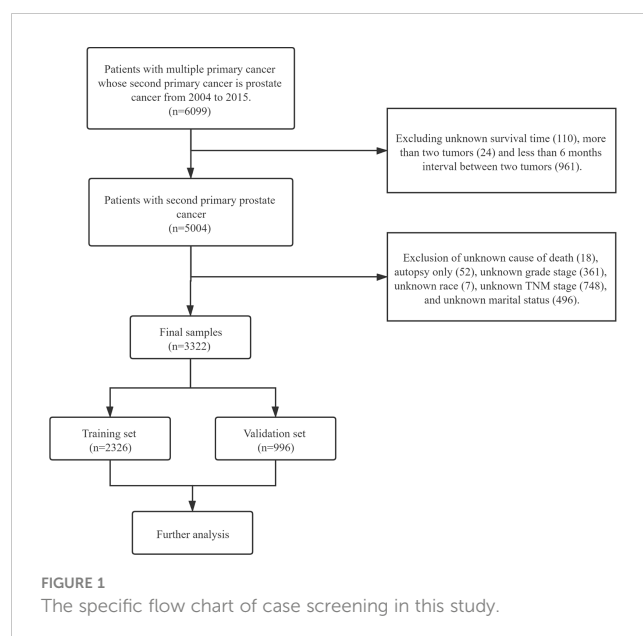 Patients with multiple primary cancer
whose second primary cancer is prostate
cancer from 2004 to 2015.
(n=6099)
Excluding unknown survival time (110), more
than two tumors (24) and less than 6 months
interval between two tumors (961).
Patients with second primary prostate
cancer
(n=5004)
Exclusion of unknown cause of death (18),
autopsy only (52), unknown grade stage (361),
unknown race (7), unknown TNM stage (748),
and unknown marital status (496).
Final samples
(n=3322)
Training set
(n=2326)
Validation set
(n=996)
Further analysis
FIGURE 1
The specific flow chart of case screening in this study.